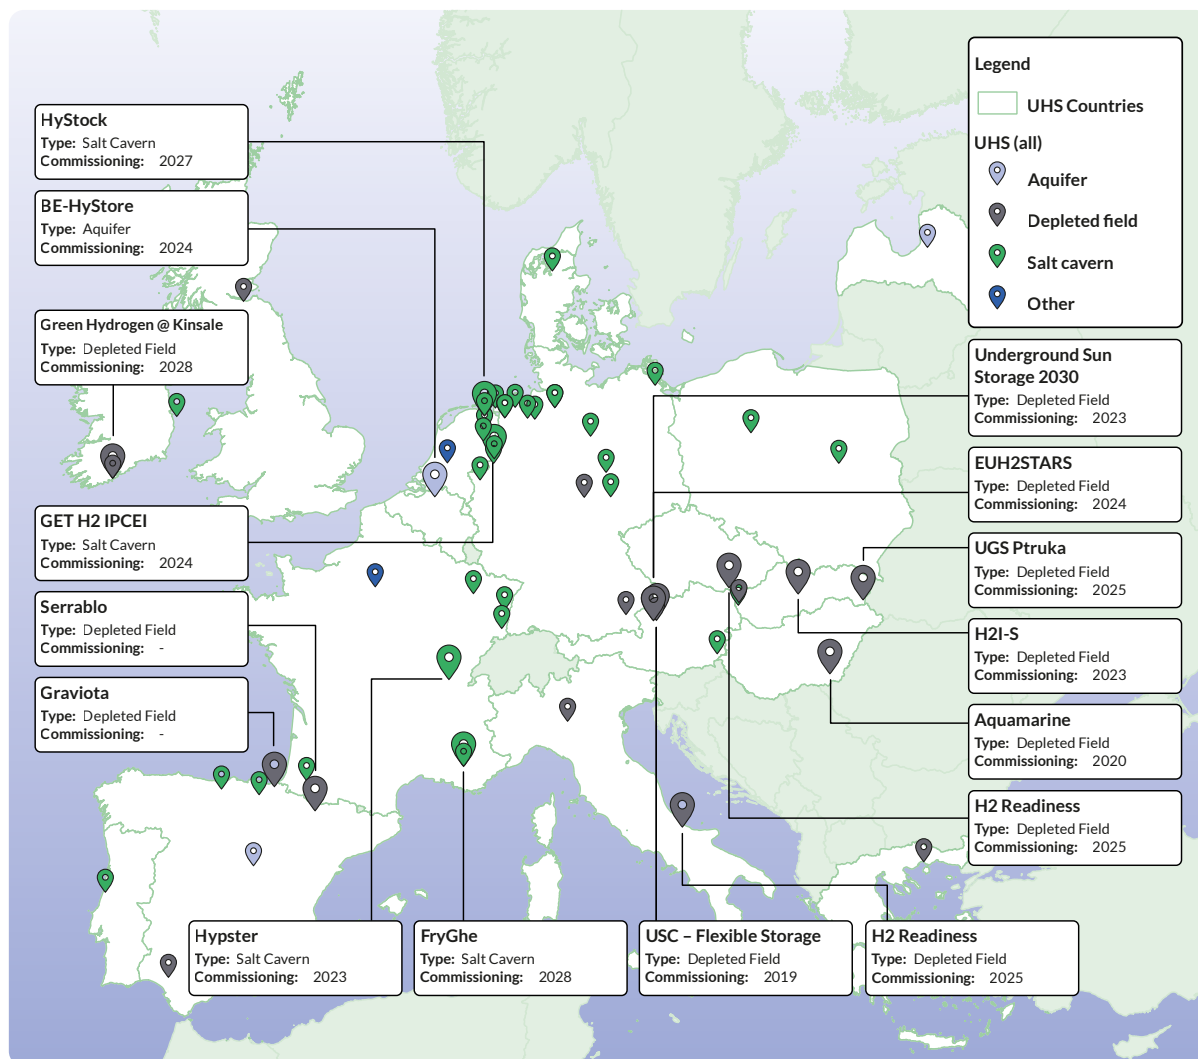 HyStock
Type: Salt Cavern
Commissioning: 2027
BE-HyStore
Type: Aquifer
Commissioning: 2024
Green Hydrogen @ Kinsale
Type: Depleted Field
Commissioning: 2028
GET H2 IPCEI
Type: Salt Cavern
Commissioning: 2024
Serrablo
Type: Depleted Field
Commissioning: -
Graviota
Type: Depleted Field
Commissioning: -
Hypster
Type: Salt Cavern
Commissioning: 2023
FryGhe
Type: Salt Cavern
Commissioning: 2028
USC – Flexible Storage
Type: Depleted Field
Commissioning: 2019
H2 Readiness
Type: Depleted Field
Commissioning: 2025
Legend
UHS Countries
UHS (all)
Aquifer
Depleted field
Salt cavern
Other
Underground Sun
Storage 2030
Type: Depleted Field
Commissioning: 2023
EUH2STARS
Type: Depleted Field
Commissioning: 2024
UGS Ptruka
Type: Depleted Field
Commissioning: 2025
H2I-S
Type: Depleted Field
Commissioning: 2023
Aquamarine
Type: Depleted Field
Commissioning: 2020
H2 Readiness
Type: Depleted Field
Commissioning: 2025